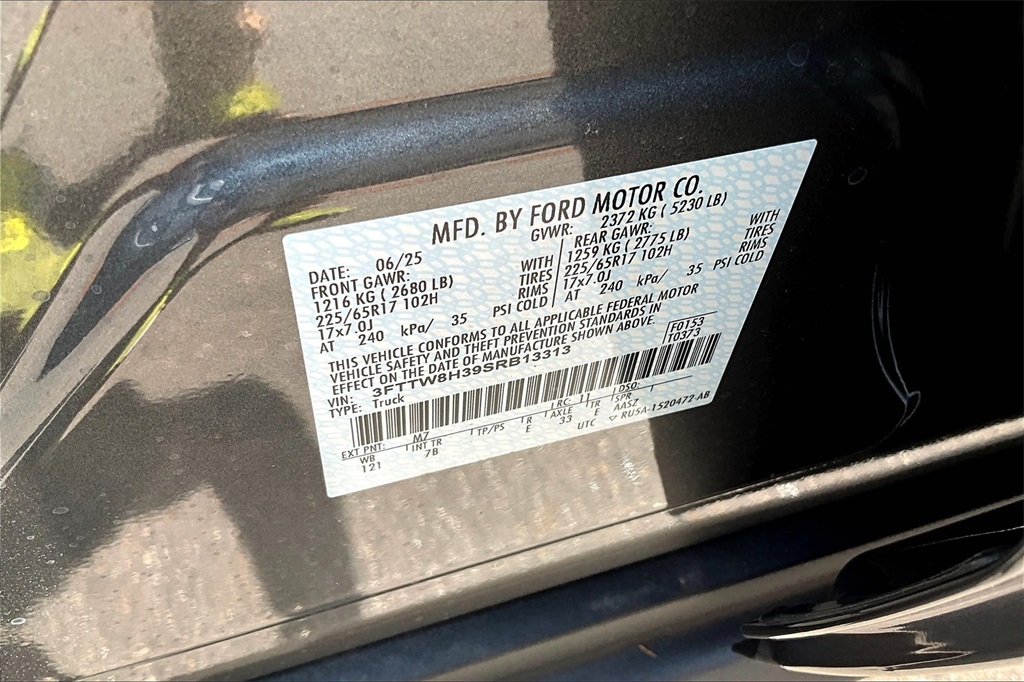 MFD. BY FORD MOTOR CO.
DATE: 06/25 GVWR: 2372 KG ( 5230 LB)
FRONT GAWR: REAR GAWR:
1216 KG ( 2680 LB) WITH 1259 KG ( 2775 LB) WITH
225/65R17 102H TIRES 225/65R17 102H TIRES
17x7.0J RIMS 17x7.0J RIMS
AT 240 kPa/ 35 PSI COLD AT 240 kPa/ 35 PSI COLD
THIS VEHICLE CONFORMS TO ALL APPLICABLE FEDERAL MOTOR
VEHICLE SAFETY AND THEFT PREVENTION STANDARDS IN
EFFECT ON THE DATE OF MANUFACTURE SHOWN ABOVE.
VIN: 3FTTW8H39SRB13313 F0153
TYPE: Truck T0373
EXT PNT: M7 RC: DSO:
WB INT TR TP/PS R AXLE TR SPR
121 7B E 33 E AASZ
UTC ▽ RU5A-1520472-AB